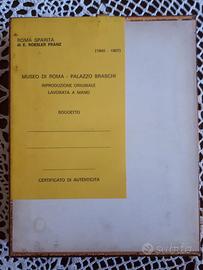 ROMA SPARITA
di E. ROESLER FRANZ
(1845 - 1907)
MUSEO DI ROMA - PALAZZO BRASCHI
RIPRODUZIONE ORIGINALE
LAVORATA A MANO
SOGGETTO
CERTIFICATO DI AUTENTICITÀ
subito